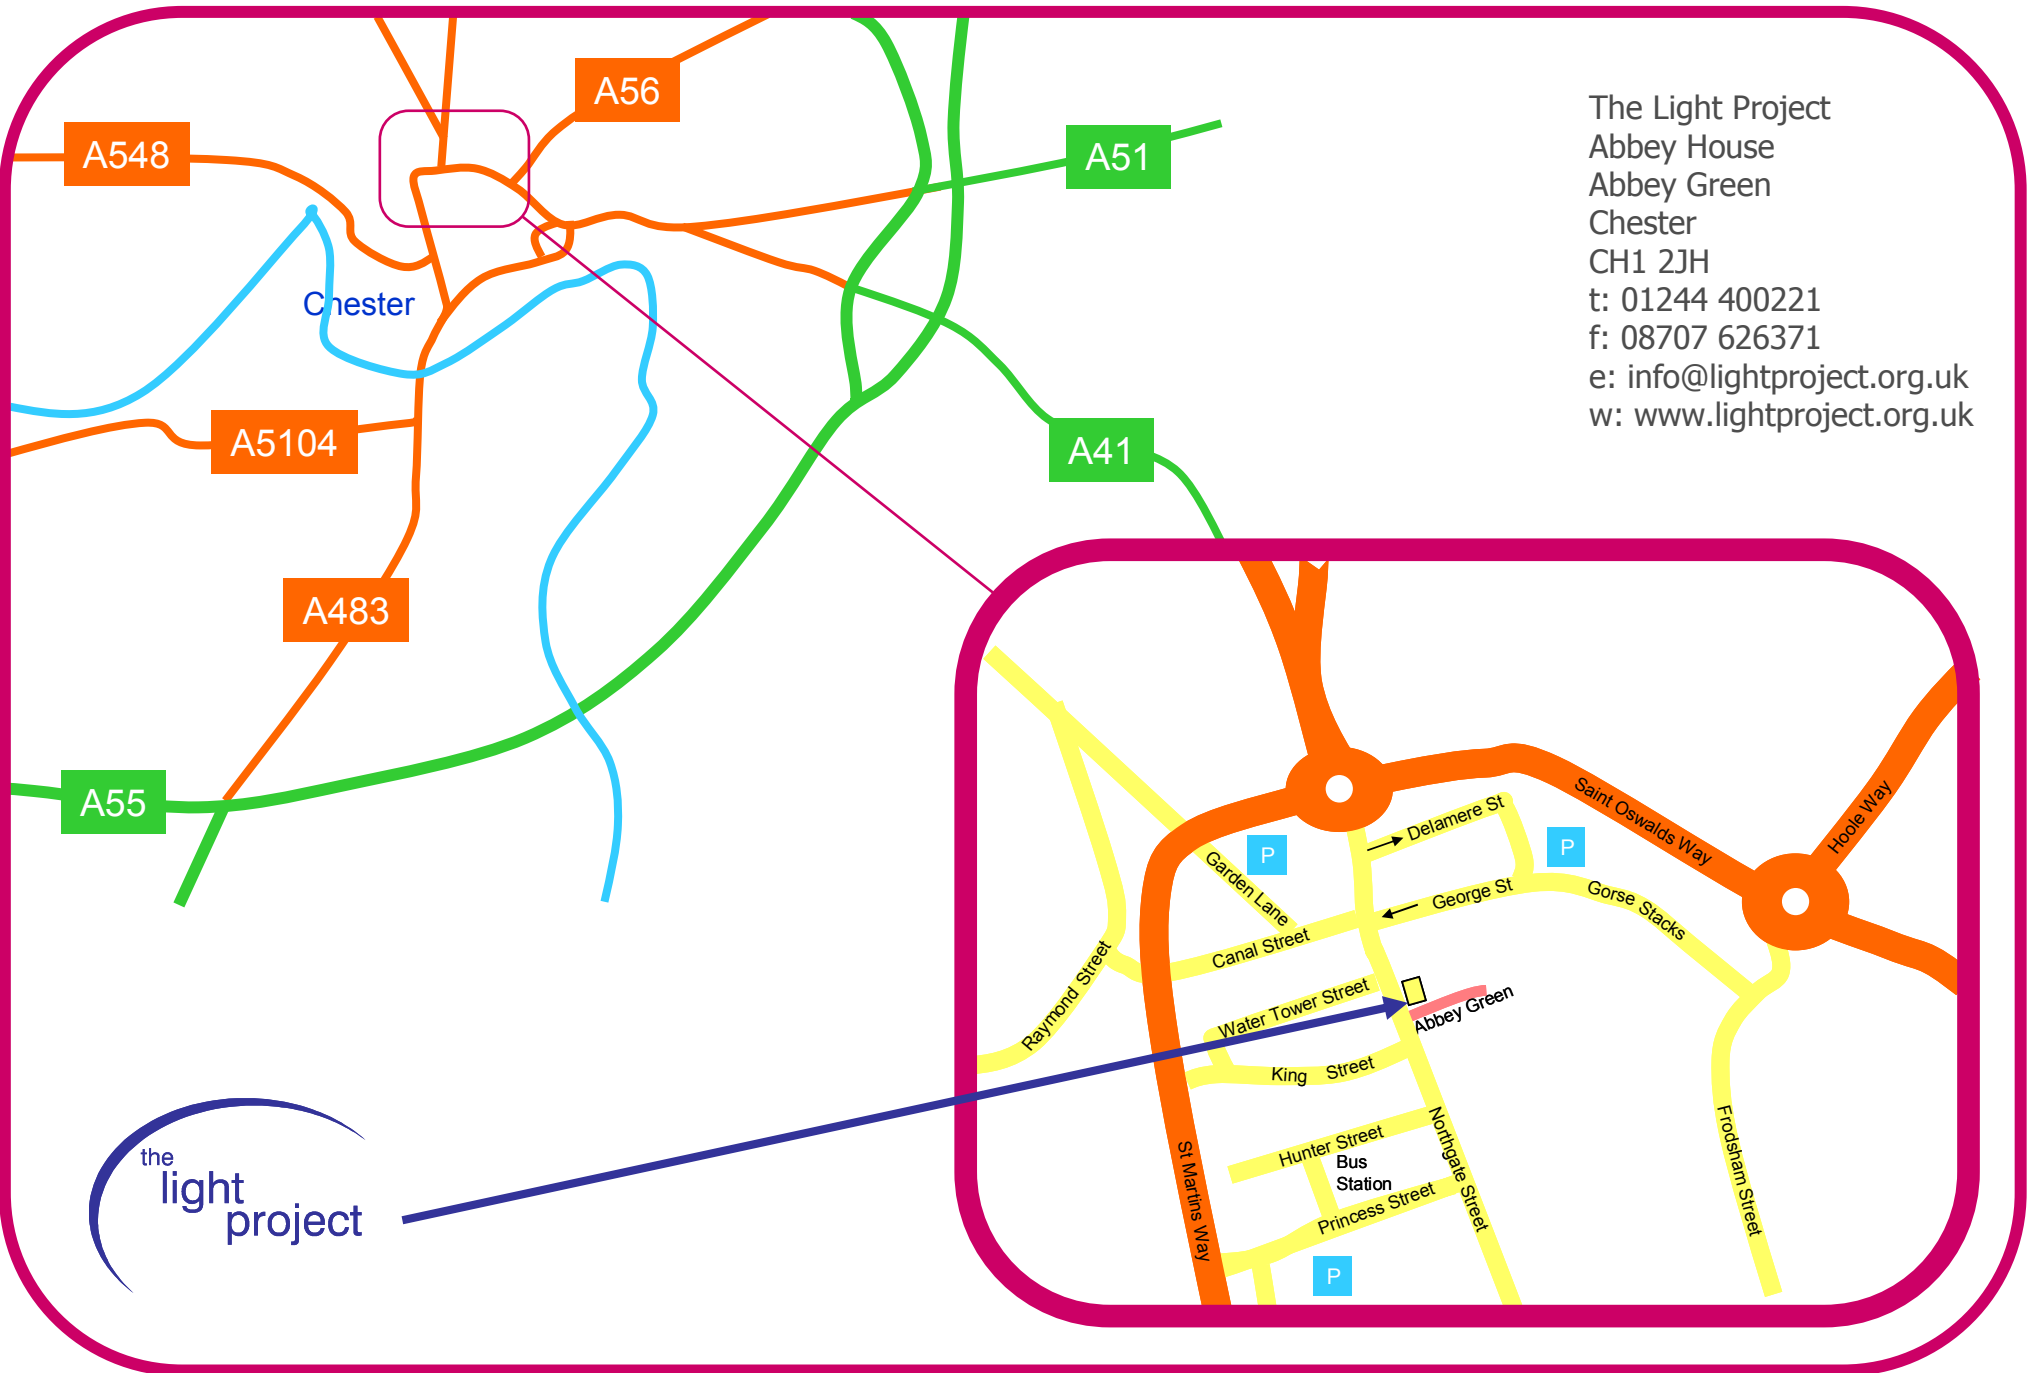 A56
A548
A51
Chester
A5104
A41
A483
A55
The Light Project
Abbey House
Abbey Green
Chester
CH1 2JH
t: 01244 400221
f: 08707 626371
e: info@lightproject.org.uk
w: www.lightproject.org.uk
Saint Oswalds Way
Hoole Way
Delamere St
P
P
Garden Lane
George St
Gorse Stacks
Canal Street
Raymond Street
Water Tower Street
Abbey Green
King Street
Hunter Street
Bus
Station
Northgate Street
Frodsham Street
St Martins Way
Princess Street
P
the
light
project